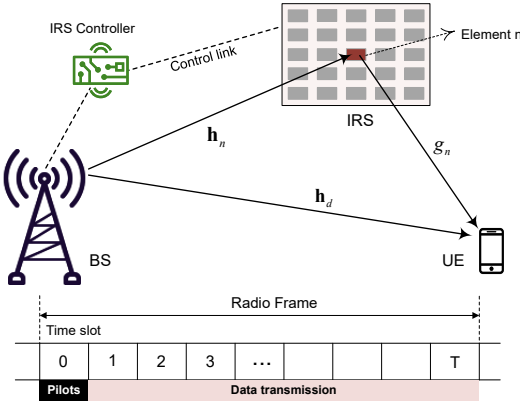 IRS Controller
Control link
Element n
IRS
h_n
g_n
h_d
BS
UE
Radio Frame
Time slot
0 1 2 3 ... T
Pilots Data transmission